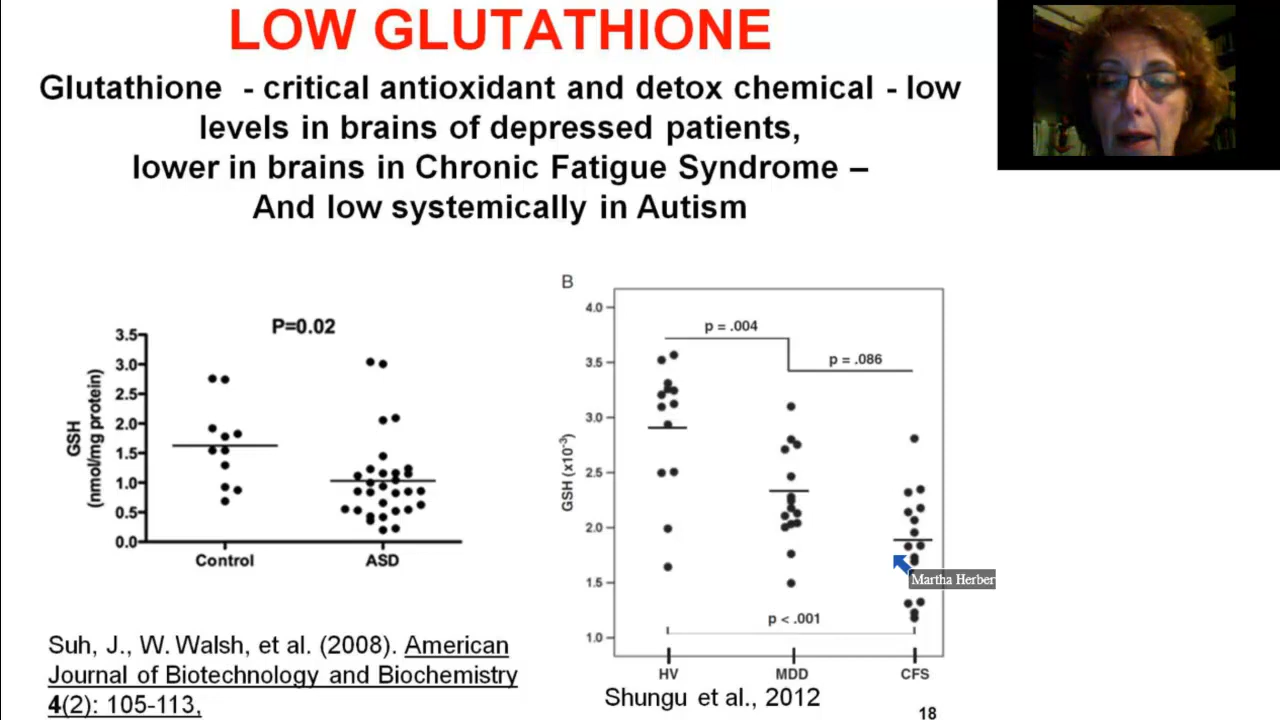 LOW GLUTATHIONE
Glutathione - critical antioxidant and detox chemical - low
levels in brains of depressed patients,
lower in brains in Chronic Fatigue Syndrome –
And low systemically in Autism
P=0.02
3.5
3.0
2.5
2.0
1.5
1.0
0.5
0.0
GSH
(nmol/mg protein)
Control ASD
B
4.0
3.5
3.0
2.5
2.0
1.5
1.0
GSH (x10-3)
p = .004
p = .086
p < .001
HV MDD CFS
Martha Herber
Suh, J., W. Walsh, et al. (2008). American
Journal of Biotechnology and Biochemistry
4(2): 105-113,
Shungu et al., 2012
18